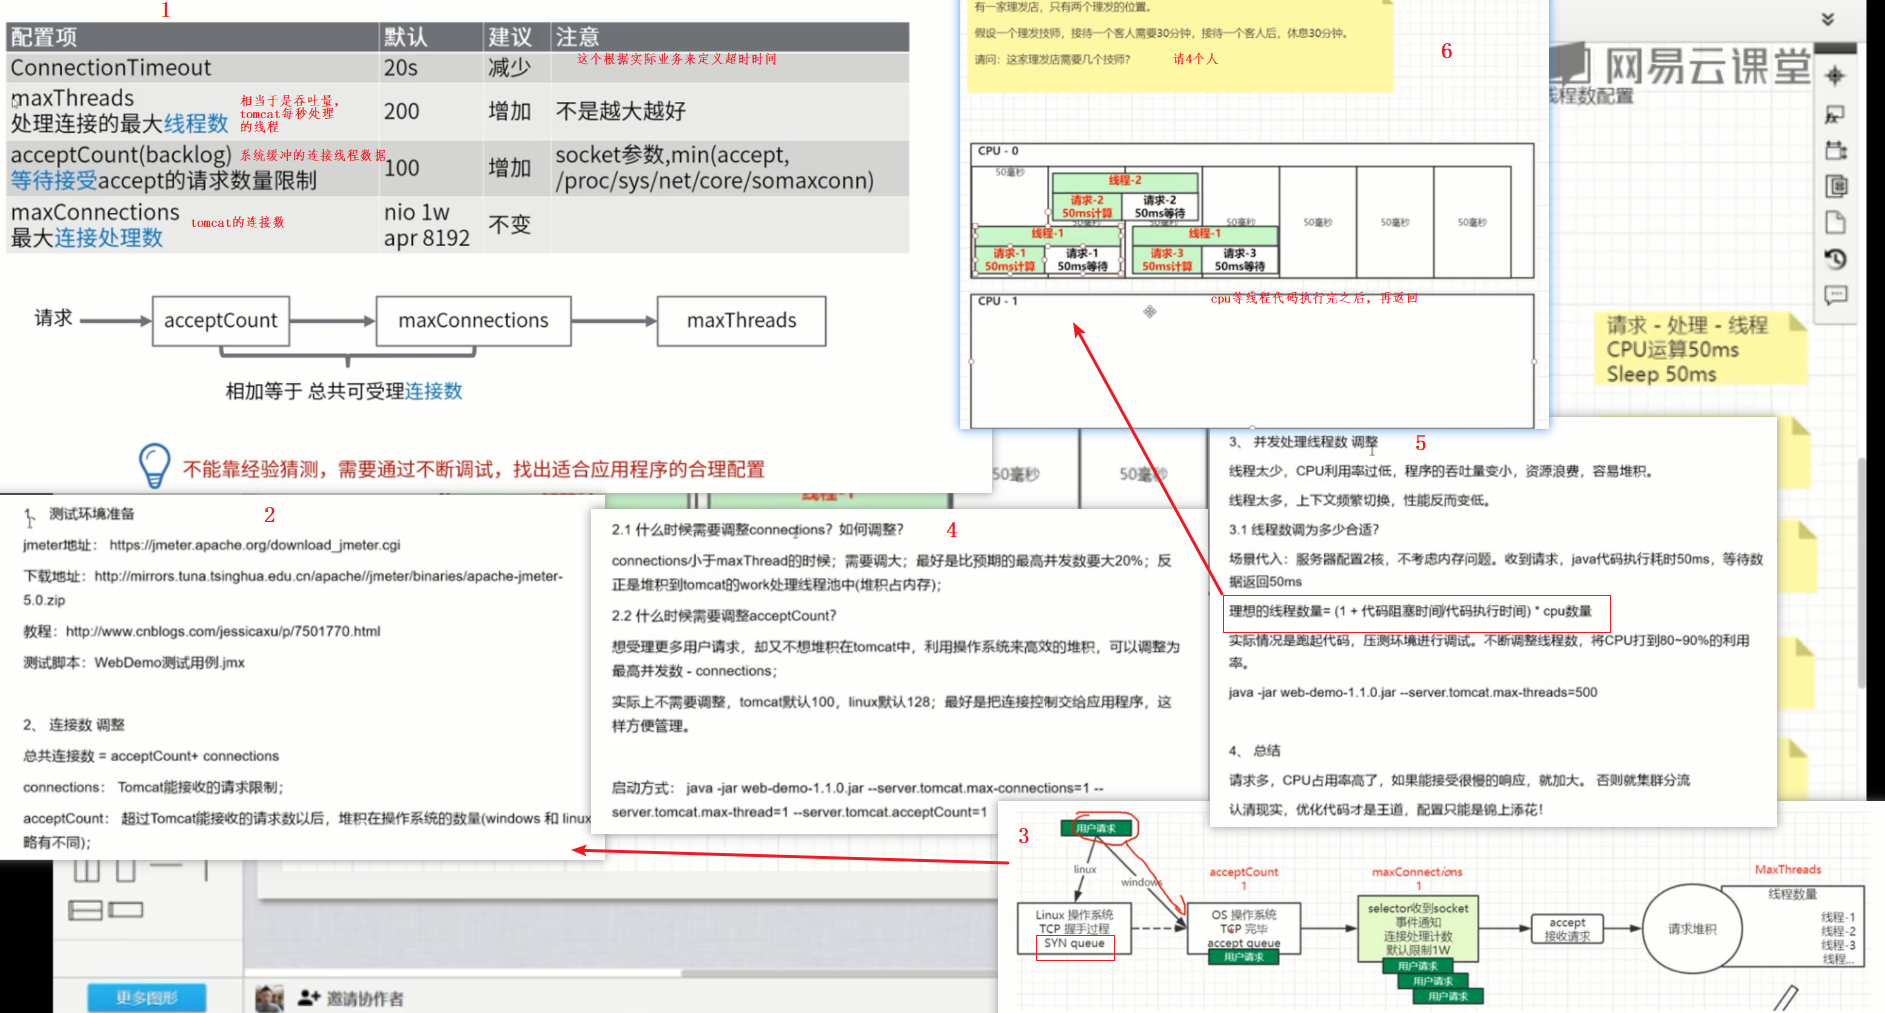 1
配置项 默认 建议 注意
ConnectionTimeout 20s 减少 这个根据实际业务来定义超时时间
maxThreads
处理连接的最大线程数
相当于是吞吐量，
tomcat每秒处理
的线程
200 增加 不是越大越好
acceptCount(backlog) 系统缓冲的连接线程数据
等待接受accept的请求数量限制
100 增加
socket参数,min(accept,
/proc/sys/net/core/somaxconn)
maxConnections
最大连接处理数
tomcat的连接数
nio 1w
apr 8192
不变
请求 acceptCount maxConnections maxThreads
相加等于 总共可受理连接数
不能靠经验猜测，需要通过不断调试，找出适合应用程序的合理配置
2
1、 测试环境准备
jmeter地址： https://jmeter.apache.org/download_jmeter.cgi
下载地址：http://mirrors.tuna.tsinghua.edu.cn/apache//jmeter/binaries/apache-jmeter-
5.0.zip
教程：http://www.cnblogs.com/jessicaxu/p/7501770.html
测试脚本：WebDemo测试用例.jmx
2、 连接数 调整
总共连接数 = acceptCount+ connections
connections： Tomcat能接收的请求限制；
acceptCount： 超过Tomcat能接收的请求数以后，堆积在操作系统的数量(windows 和 linux
略有不同)；
3
用户请求
linux
windows
Linux 操作系统
TCP 握手过程
SYN queue
acceptCount
1
OS 操作系统
TCP 完毕
accept queue
用户请求
maxConnections
1
selector收到socket
事件通知
连接处理计数
默认限制1W
用户请求
用户请求
用户请求
accept
接收请求
请求堆积
MaxThreads
线程数量
线程-1
线程-2
线程-3
线程...
4
2.1 什么时候需要调整connections？如何调整？
connections小于maxThread的时候；需要调大；最好是比预期的最高并发数要大20%；反
正是堆积到tomcat的work处理线程池中(堆积占内存)；
2.2 什么时候需要调整acceptCount？
想受理更多用户请求，却又不想堆积在tomcat中，利用操作系统来高效的堆积，可以调整为
最高并发数 - connections；
实际上不需要调整，tomcat默认100，linux默认128；最好是把连接控制交给应用程序，这
样方便管理。
启动方式： java -jar web-demo-1.1.0.jar --server.tomcat.max-connections=1 --
server.tomcat.max-thread=1 --server.tomcat.acceptCount=1
5
3、 并发处理线程数 调整
线程太少，CPU利用率过低，程序的吞吐量变小，资源浪费，容易堆积。
线程太多，上下文频繁切换，性能反而变低。
3.1 线程数调为多少合适？
场景代入：服务器配置2核，不考虑内存问题。收到请求，java代码执行耗时50ms，等待数
据返回50ms
理想的线程数量= (1 + 代码阻塞时间/代码执行时间) * cpu数量
实际情况是跑起代码，压测环境进行调试。不断调整线程数，将CPU打到80~90%的利用
率。
java -jar web-demo-1.1.0.jar --server.tomcat.max-threads=500
4、 总结
请求多，CPU占用率高了，如果能接受很慢的响应，就加大。 否则就集群分流
认清现实，优化代码才是王道，配置只能是锦上添花！
6
有一家理发店，只有两个理发的位置。
假设一个理发技师，接待一个客人需要30分钟，接待一个客人后，休息30分钟。
请问：这家理发店需要几个技师？ 请4个人
CPU - 0
50毫秒
线程-2
请求-2
50ms计算
请求-2
50ms等待
50毫秒
50毫秒
50毫秒
50毫秒
50毫秒
线程-1
请求-1
50ms计算
请求-1
50ms等待
线程-1
请求-3
50ms计算
请求-3
50ms等待
CPU - 1
cpu等线程代码执行完之后，再返回
50毫秒
50毫秒
线程-1
网易云课堂
线程数配置
请求 - 处理 - 线程
CPU运算50ms
Sleep 50ms
更多图形
邀请协作者